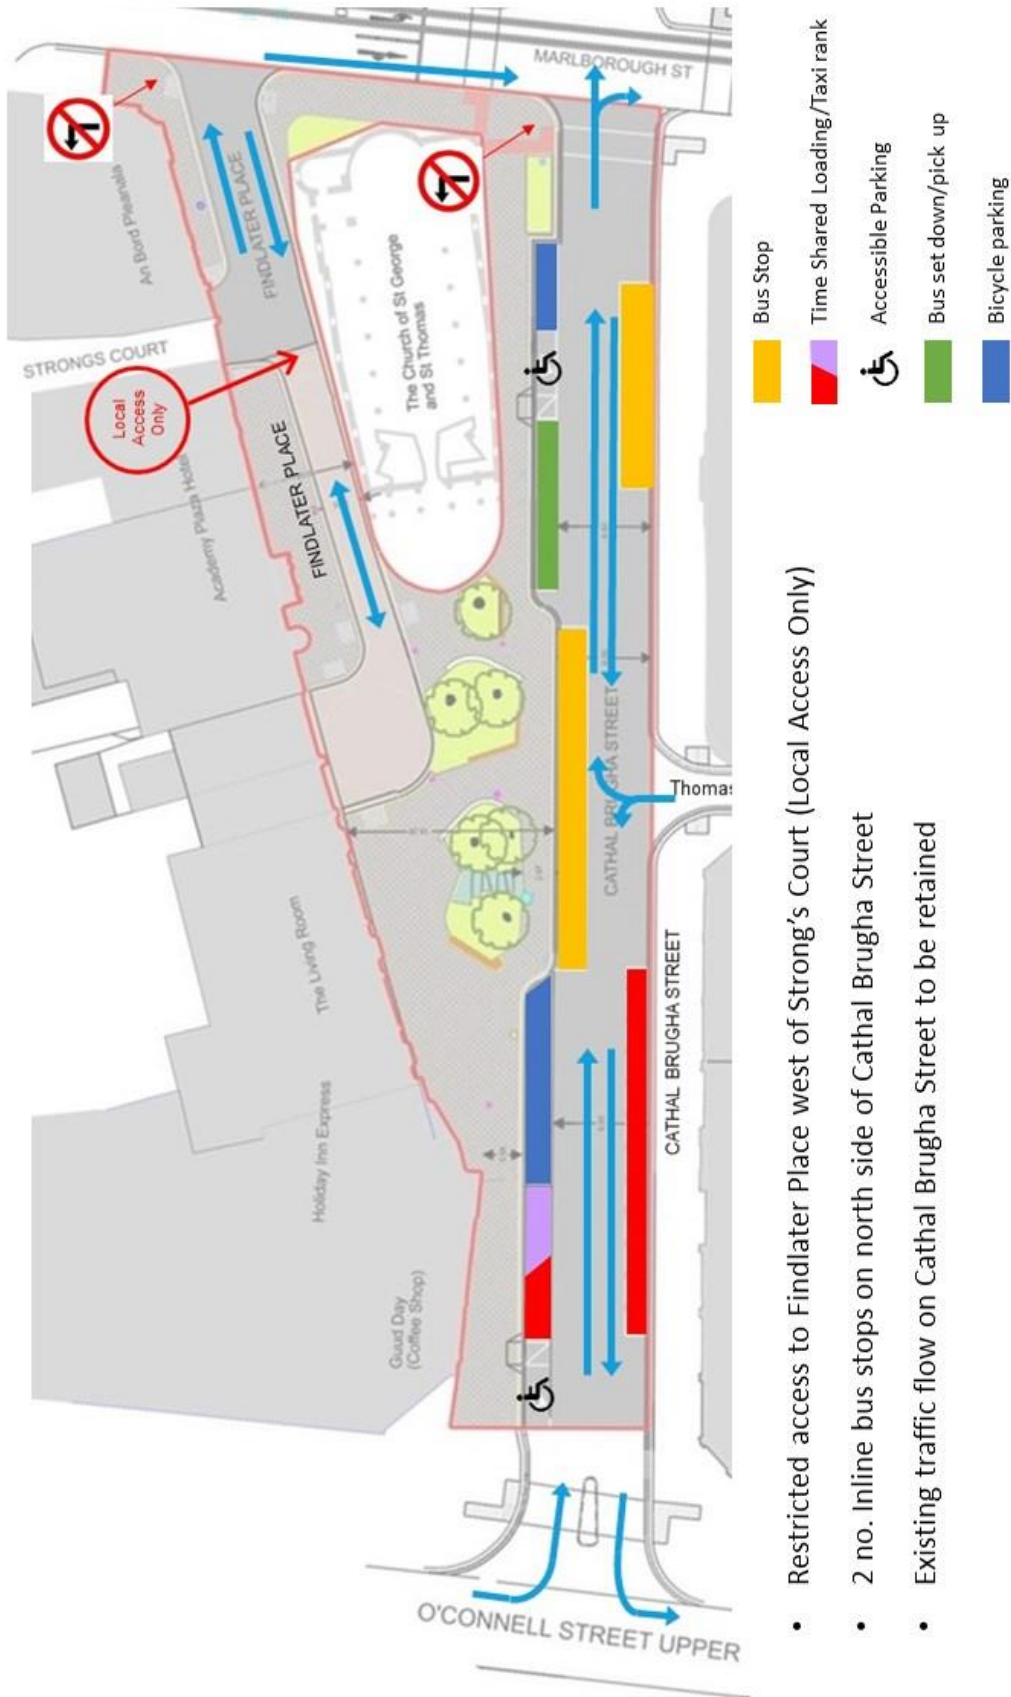 MARLBOROUGH ST
An Bord Pleanala
FINDLATER PLACE
STRONGS COURT
Local
Access
Only
The Church of St George
and St Thomas
FINDLATER PLACE
Academy Plaza Hotel
The Living Room
Holiday Inn Express
Guud Day
(Coffee Shop)
CATHAL BRUGHA STREET
Thomas
CATHAL BRUGHA STREET
O'CONNELL STREET UPPER
• Restricted access to Findlater Place west of Strong's Court (Local Access Only)
• 2 no. Inline bus stops on north side of Cathal Brugha Street
• Existing traffic flow on Cathal Brugha Street to be retained
Bus Stop
Time Shared Loading/Taxi rank
Accessible Parking
Bus set down/pick up
Bicycle parking